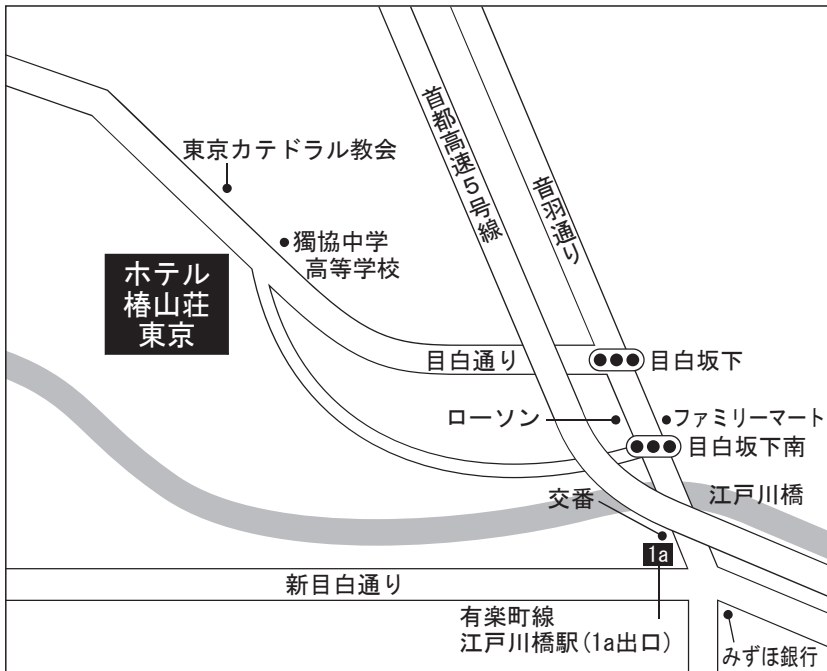 東京カテドラル教会
獨協中学
高等学校
ホテル
椿山荘
東京
首都高速5号線
音羽通り
目白通り
目白坂下
ローソン
ファミリーマート
目白坂下南
江戸川橋
交番
1a
新目白通り
有楽町線
江戸川橋駅(1a出口)
みずほ銀行